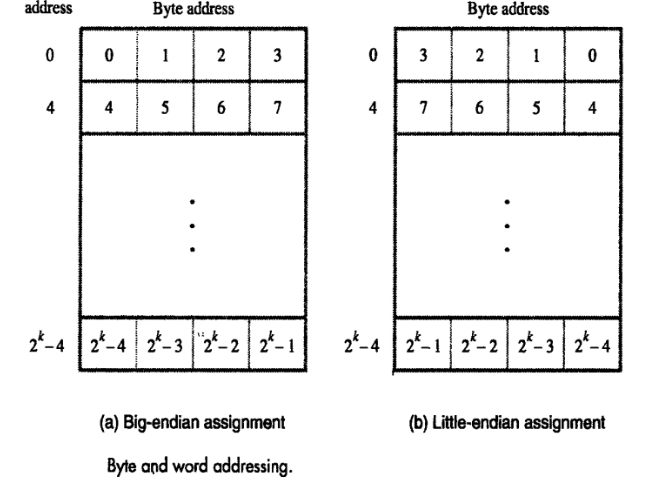 address Byte address Byte address
0 0 1 2 3 0 3 2 1 0
4 4 5 6 7 4 7 6 5 4
2^k–4 2^k–4 2^k–3 2^k–2 2^k–1 2^k–4 2^k–1 2^k–2 2^k–3 2^k–4
(a) Big-endian assignment (b) Little-endian assignment
Byte and word addressing.